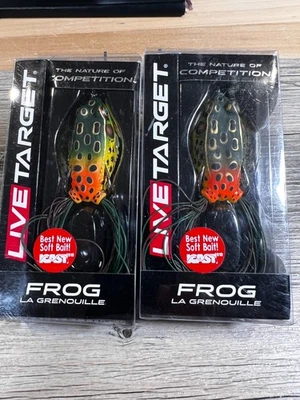 THE NATURE OF
COMPETITION
LIVE TARGET
Best New
Soft Bait!
ICAST
FROG
LA GRENOUILLE
THE NATURE OF
COMPETITION
LIVE TARGET
Best New
Soft Bait!
ICAST
FROG
LA GRENOUILLE